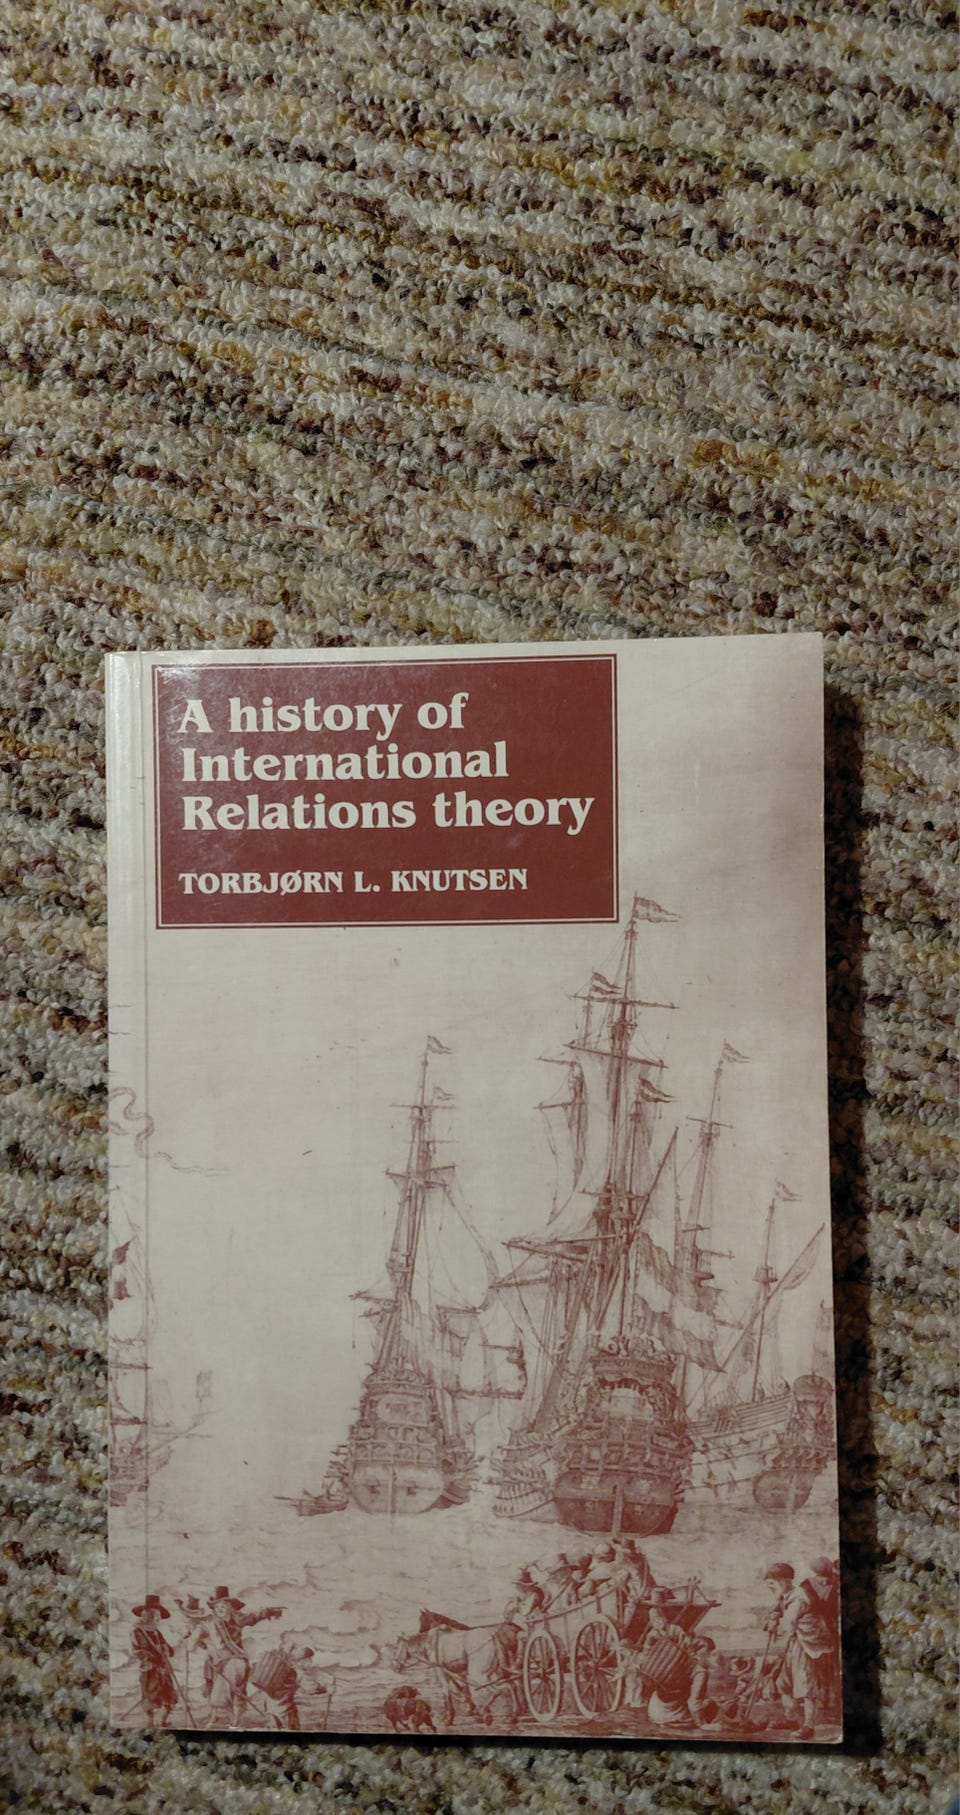 A history of
International
Relations theory
TORBJØRN L. KNUTSEN